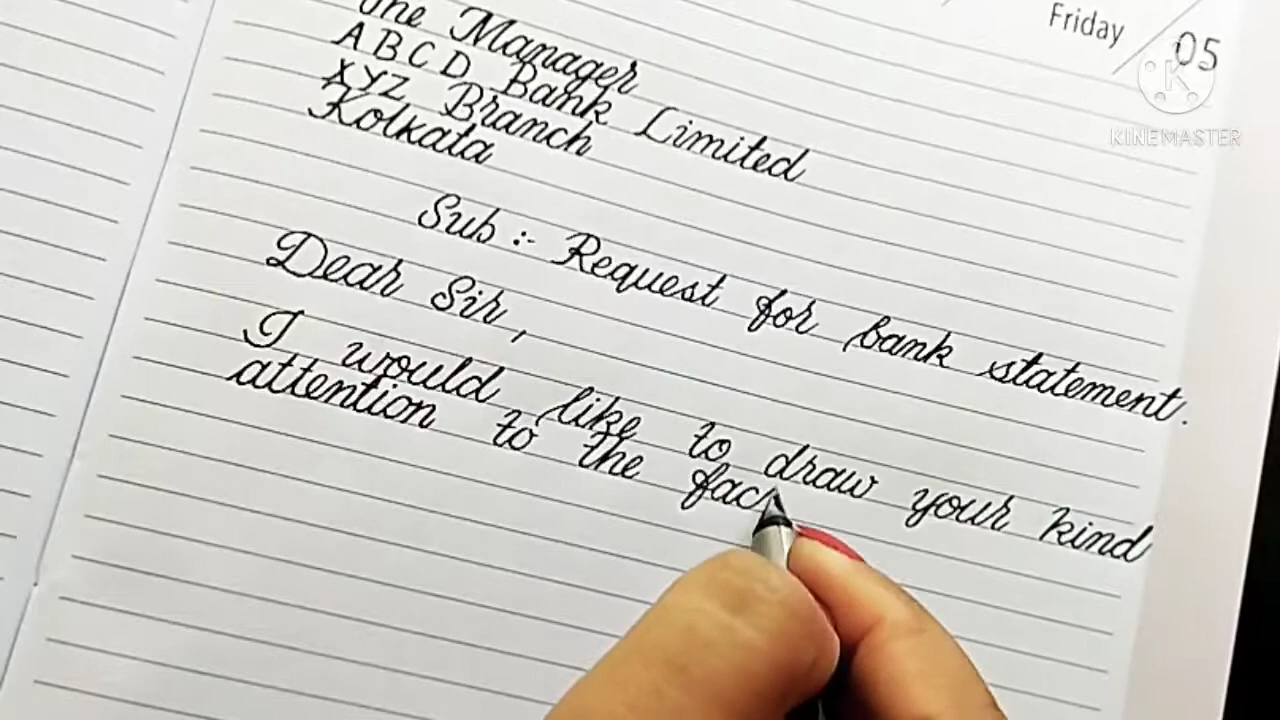 Friday 05
KINEMASTER
The Manager
ABCD Bank Limited
XYZ Branch
Kolkata
Sub :- Request for bank statement.
Dear Sir,
I would like to draw your kind
attention to the fac